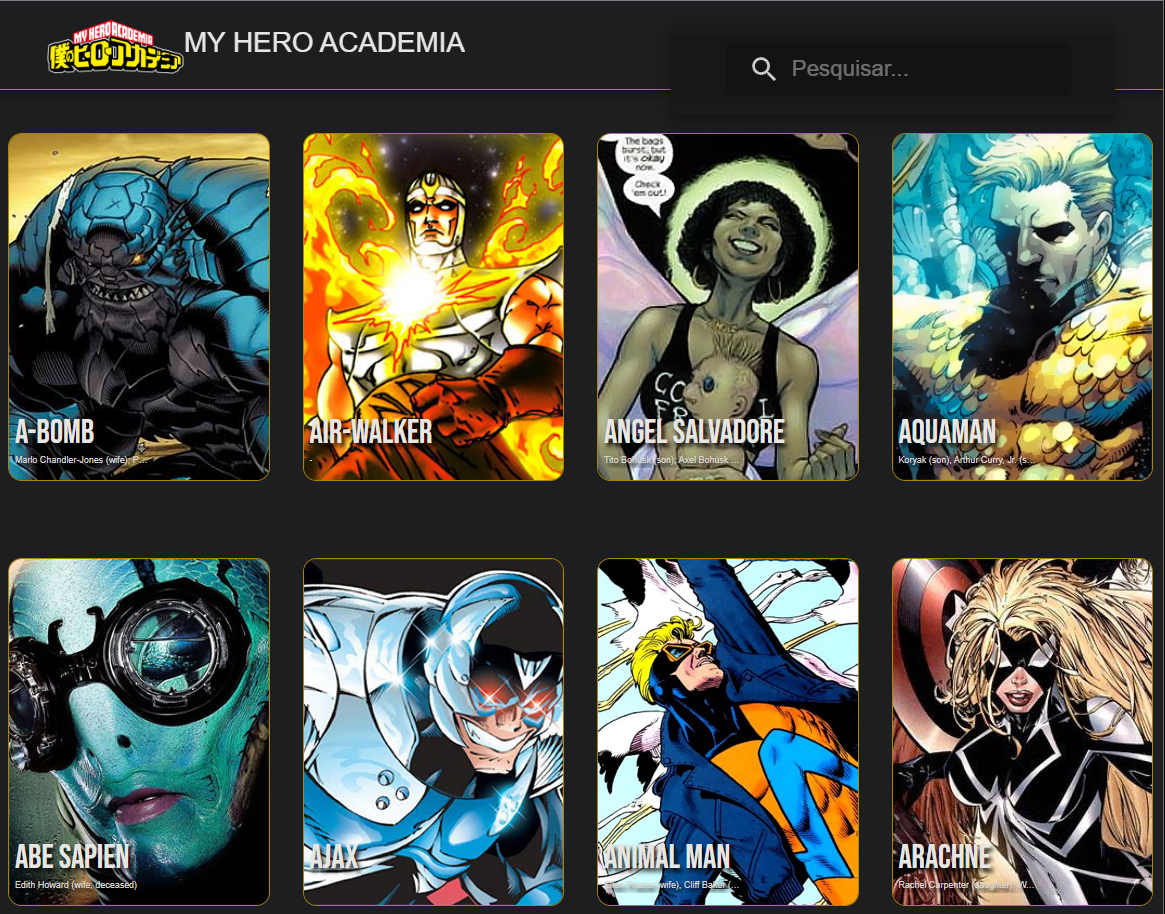 MY HERO ACADEMIA
僕のヒーローアカデミア
MY HERO ACADEMIA
Pesquisar...
The bags
burst, but
it's okay
now.
Check
'em out!
A-BOMB
Marlo Chandler-Jones (wife); P...
AIR-WALKER
-
ANGEL SALVADORE
Tito Bohusk (son); Axel Bohusk ...
AQUAMAN
Koryak (son), Arthur Curry, Jr. (s...
ABE SAPIEN
Edith Howard (wife, deceased)
AJAX
ANIMAL MAN
(wife), Cliff Baker (...
ARACHNE
Rachel Carpenter (daughter), W...